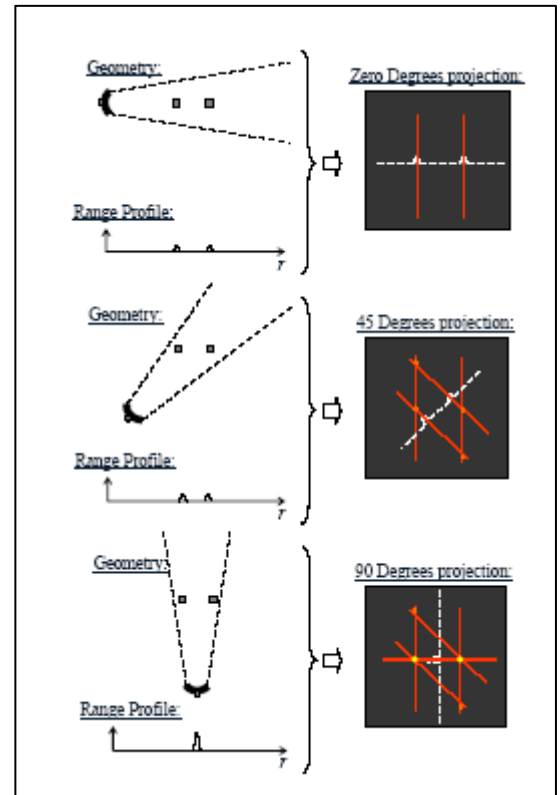 Geometry:
Zero Degrees projection:
Range Profile:
r
Geometry:
45 Degrees projection:
Range Profile:
r
Geometry:
90 Degrees projection:
Range Profile:
r